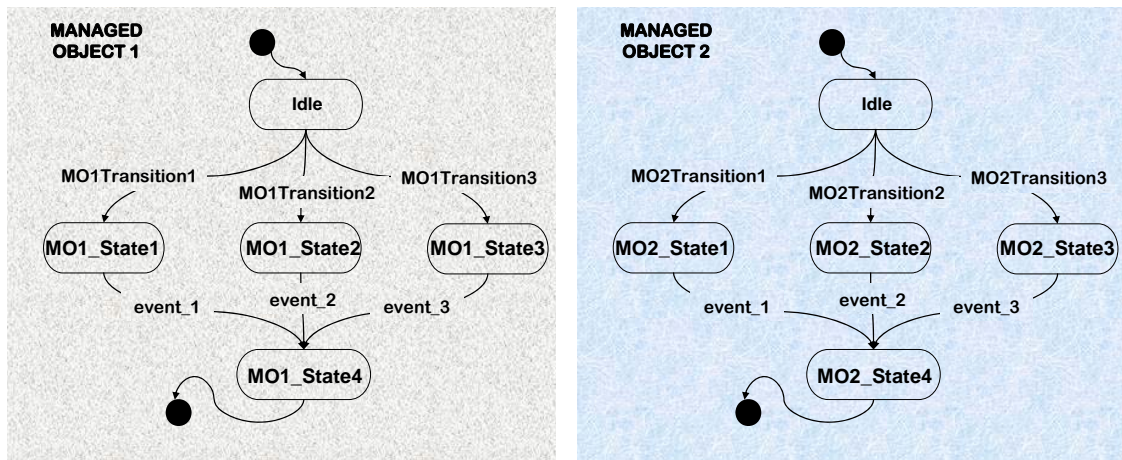 MANAGED
OBJECT 1
Idle
MO1Transition1
MO1Transition2
MO1Transition3
MO1_State1
MO1_State2
MO1_State3
event_1
event_2
event_3
MO1_State4
MANAGED
OBJECT 2
Idle
MO2Transition1
MO2Transition2
MO2Transition3
MO2_State1
MO2_State2
MO2_State3
event_1
event_2
event_3
MO2_State4